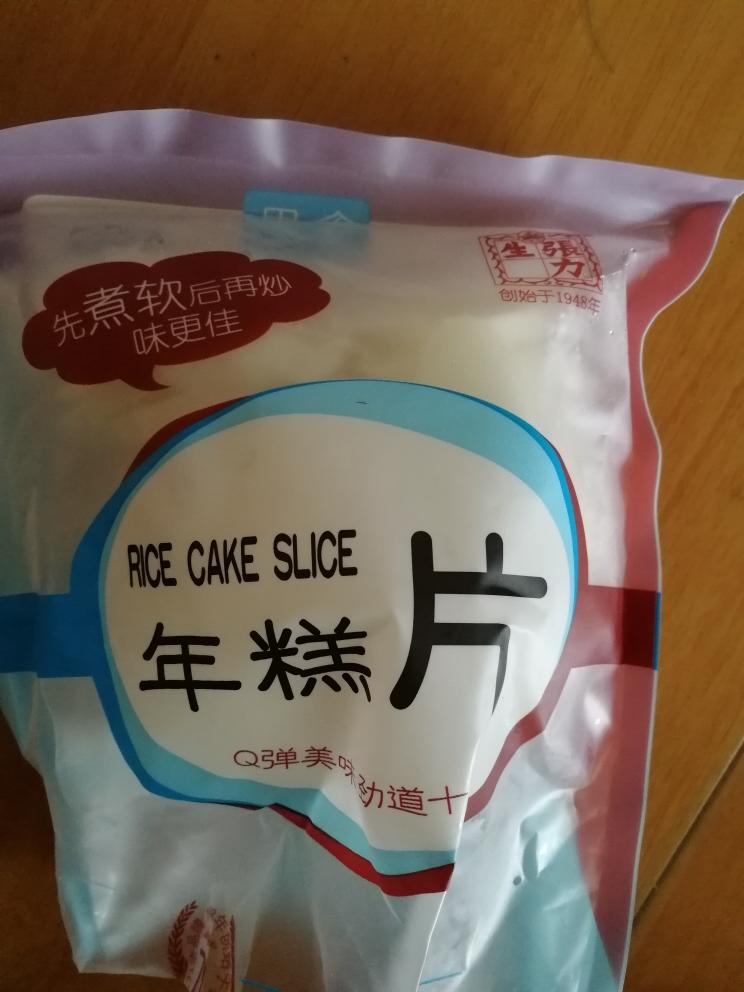 張力
生
创始于1948年
先煮软后再炒
味更佳
RICE CAKE SLICE
年糕片
Q弹美味劲道十